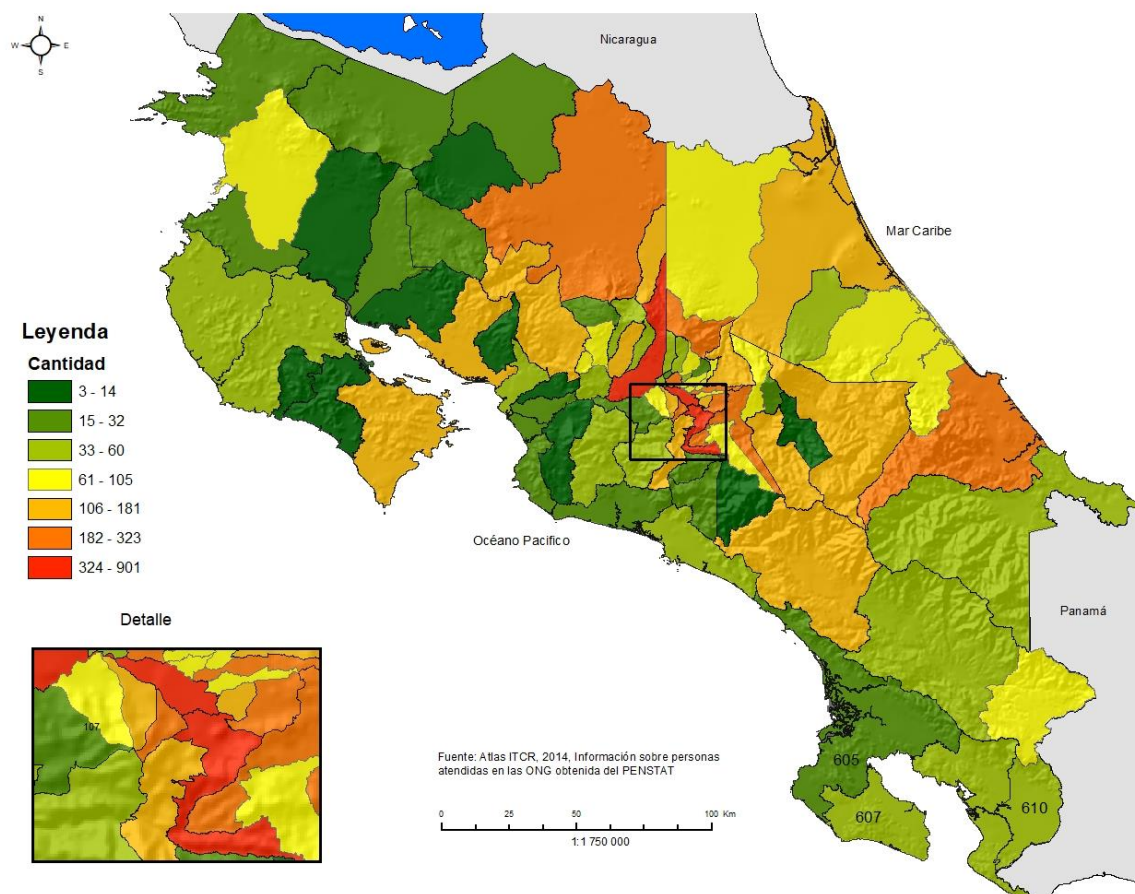 N
W E
S
Nicaragua
Mar Caribe
Leyenda
Cantidad
3 - 14
15 - 32
33 - 60
61 - 105
106 - 181
182 - 323
324 - 901
Océano Pacifico
Panamá
Detalle
107
Fuente: Atlas ITCR, 2014, Información sobre personas
atendidas en las ONG obtenida del PENSTAT
605
607
610
0 25 50 100 Km
1:1 750 000